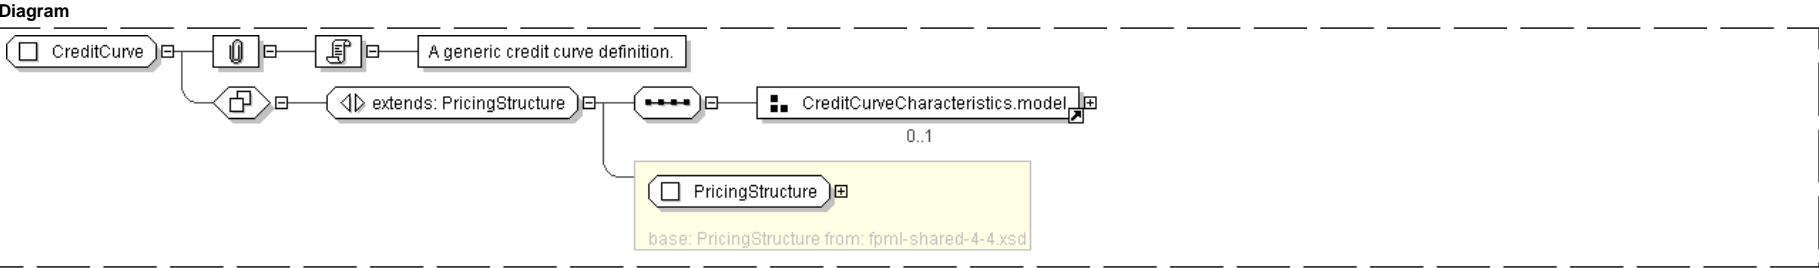 Diagram
CreditCurve
A generic credit curve definition.
extends: PricingStructure
CreditCurveCharacteristics.model
0..1
PricingStructure
base: PricingStructure from: fpml-shared-4-4.xsd